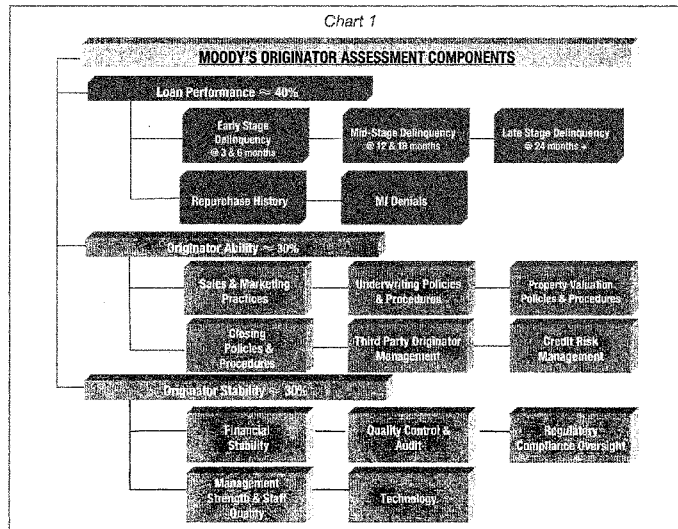 Chart 1
MOODY'S ORIGINATOR ASSESSMENT COMPONENTS
Loan Performance ≈ 40%
Early Stage
Delinquency
@ 3 & 6 months
Mid-Stage Delinquency
@ 12 & 18 months
Late Stage Delinquency
@ 24 months +
Repurchase History
MI Denials
Originator Ability ≈ 30%
Sales & Marketing
Practices
Underwriting Policies
& Procedures
Property Valuation
Policies & Procedures
Closing
Policies &
Procedures
Third Party Originator
Management
Credit Risk
Management
Originator Stability ≈ 30%
Financial
Stability
Quality Control &
Audit
Regulatory
Compliance Oversight
Management
Strength & Staff
Quality
Technology